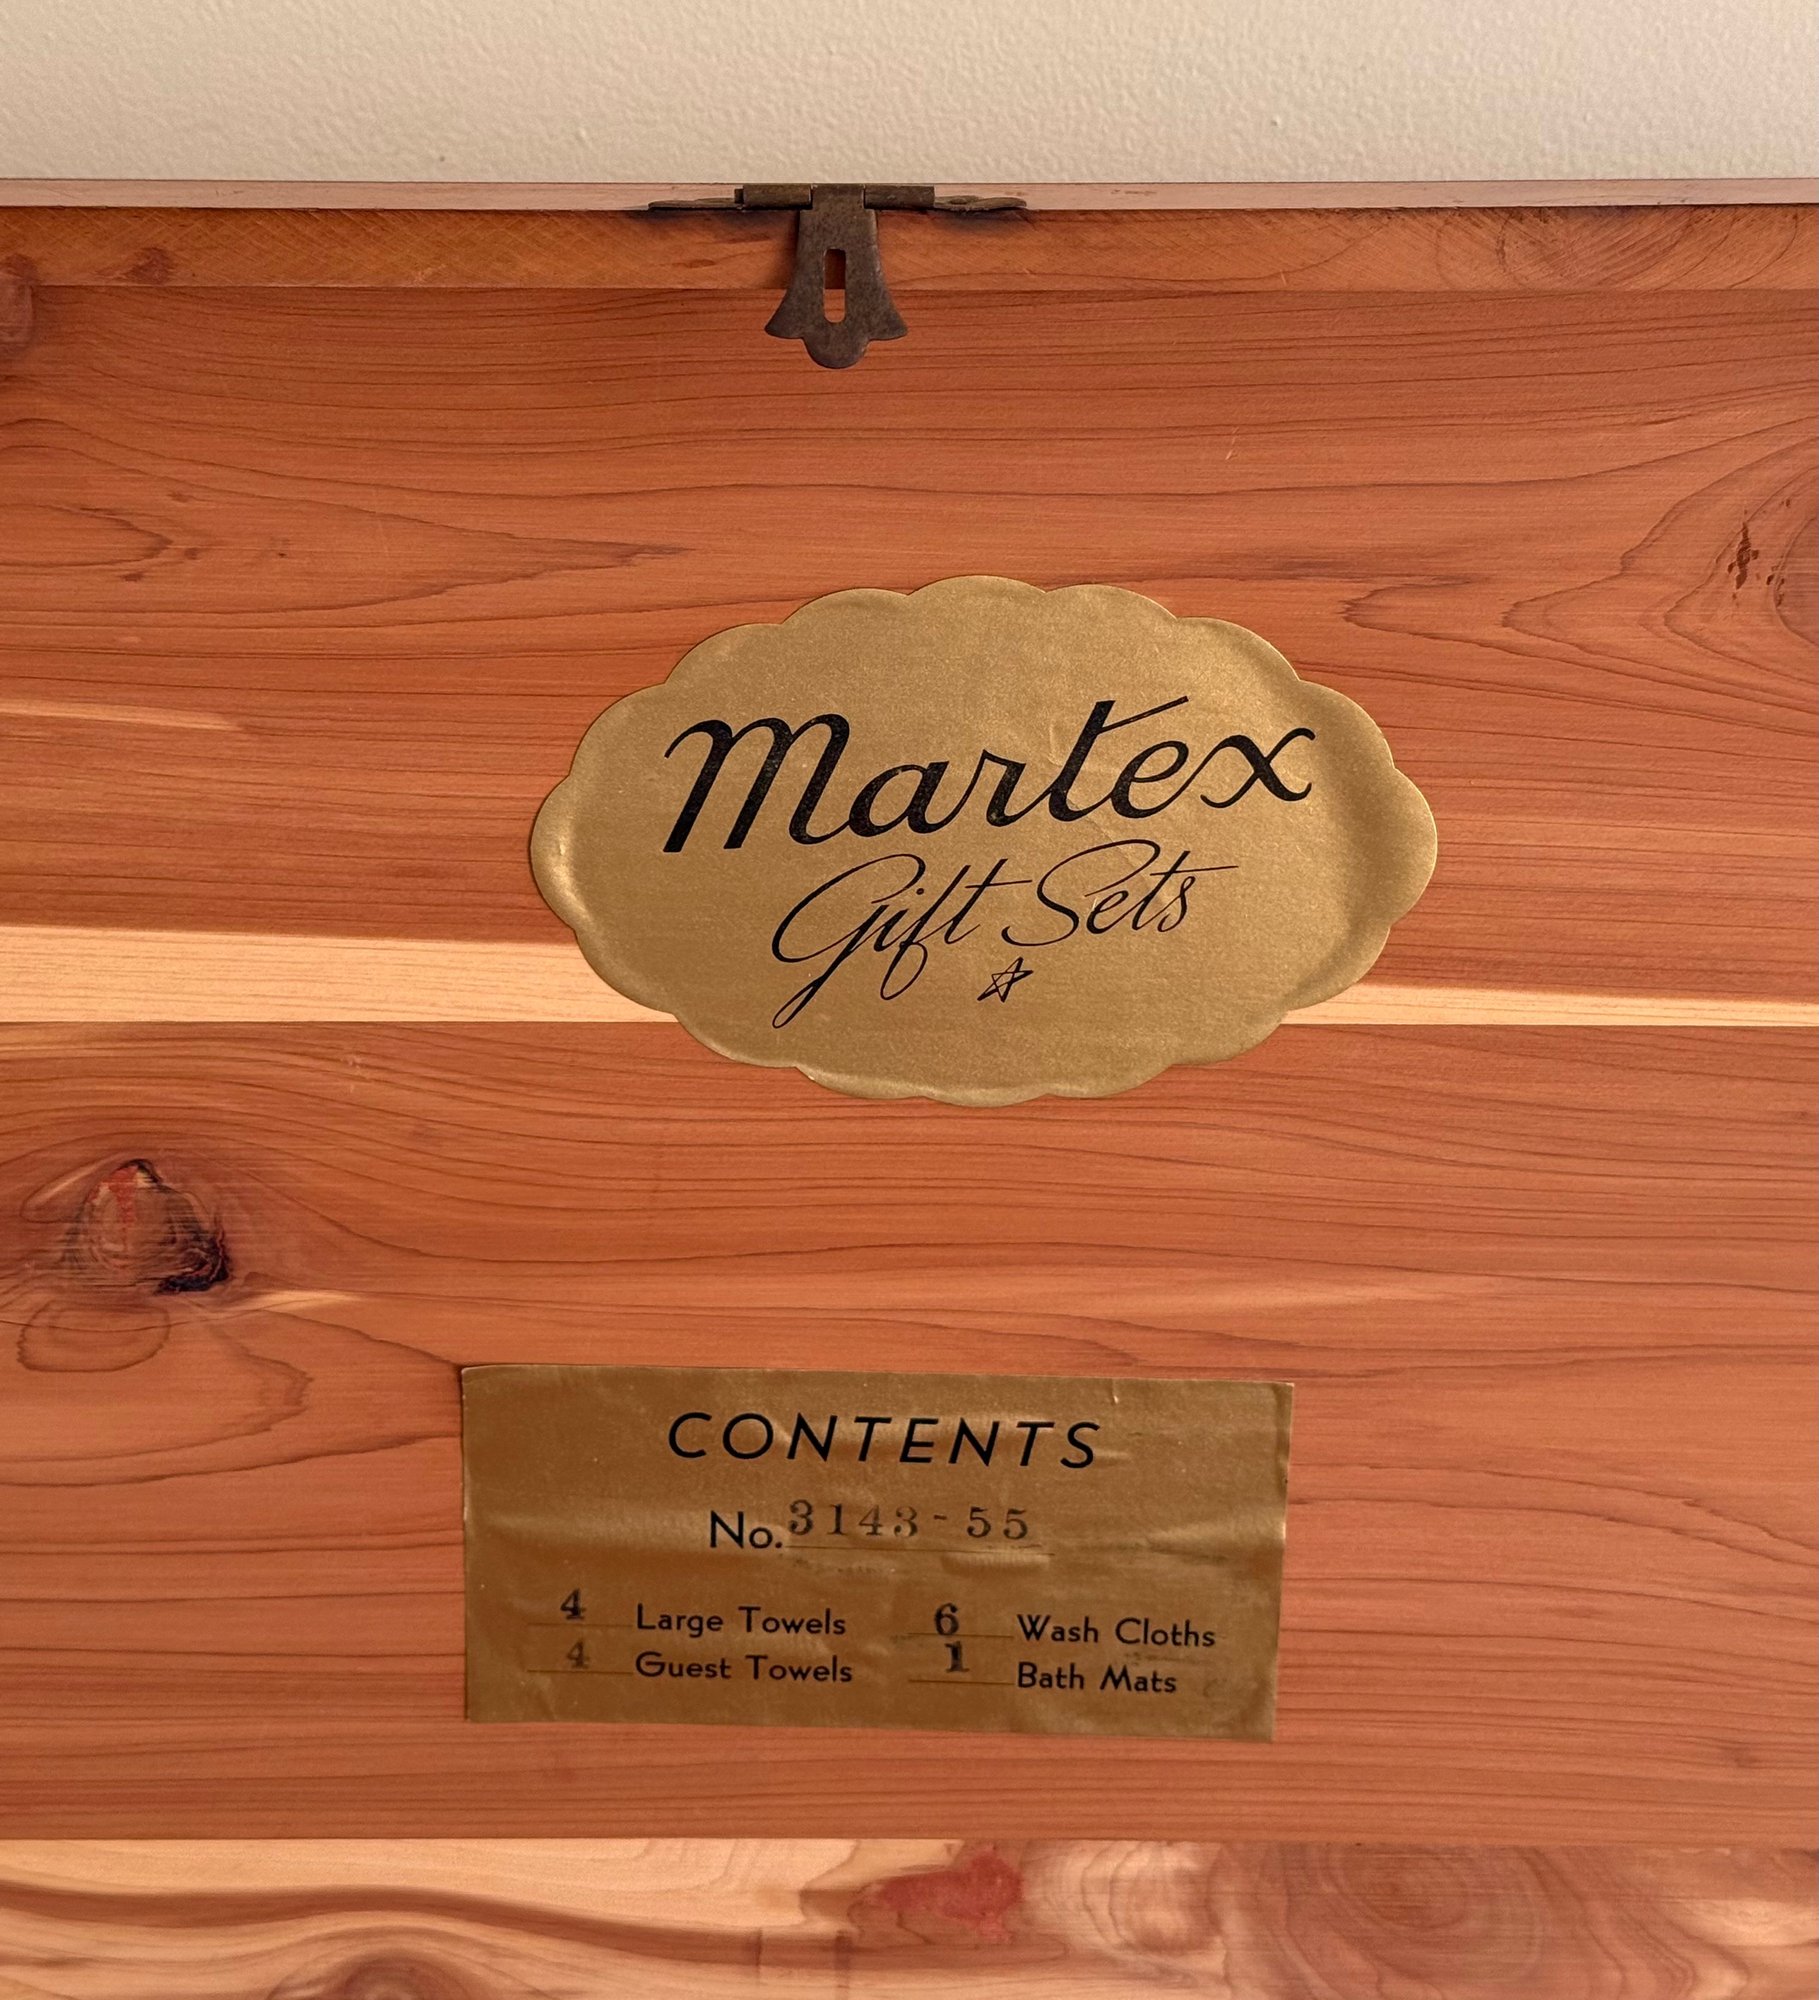 Martex
Gift Sets
CONTENTS
No. 3143-55
4 Large Towels 6 Wash Cloths
4 Guest Towels 1 Bath Mats